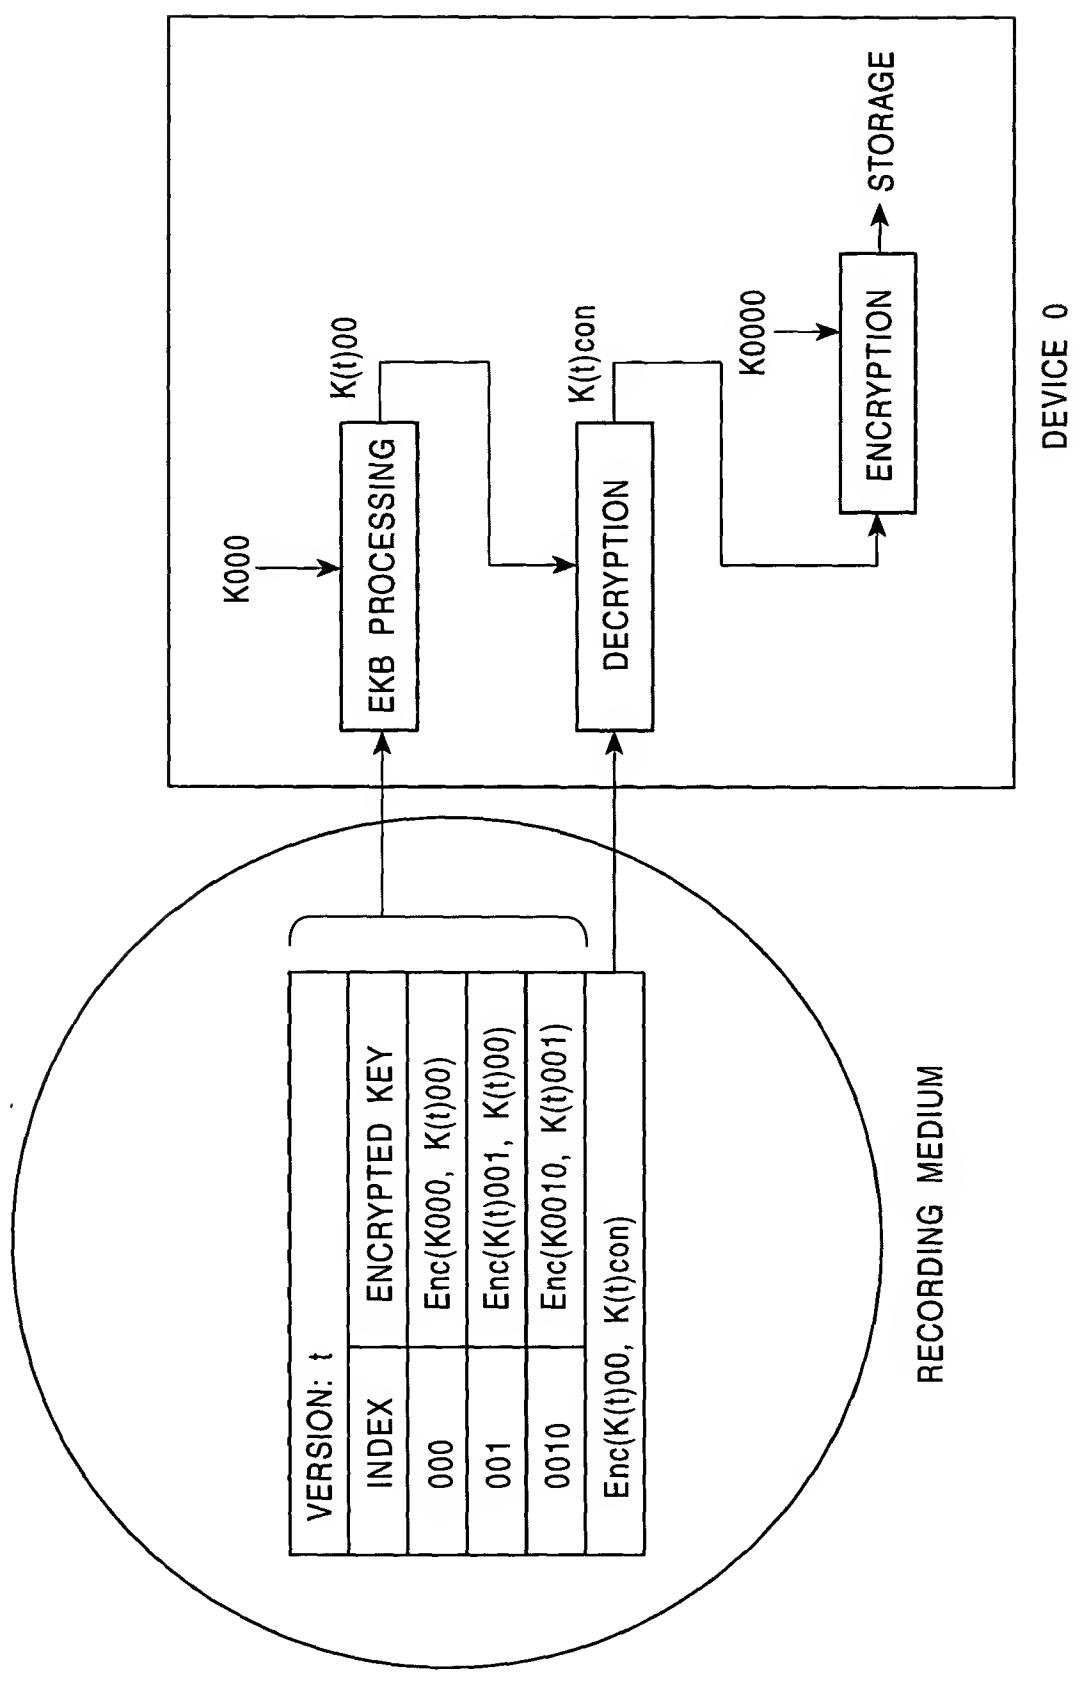 VERSION: t
INDEX ENCRYPTED KEY
000 Enc(K000, K(t)00)
001 Enc(K(t)001, K(t)00)
0010 Enc(K0010, K(t)001)
Enc(K(t)00, K(t)con)
RECORDING MEDIUM
K000
EKB PROCESSING
K(t)00
DECRYPTION
K(t)con
K0000
ENCRYPTION
STORAGE
DEVICE 0